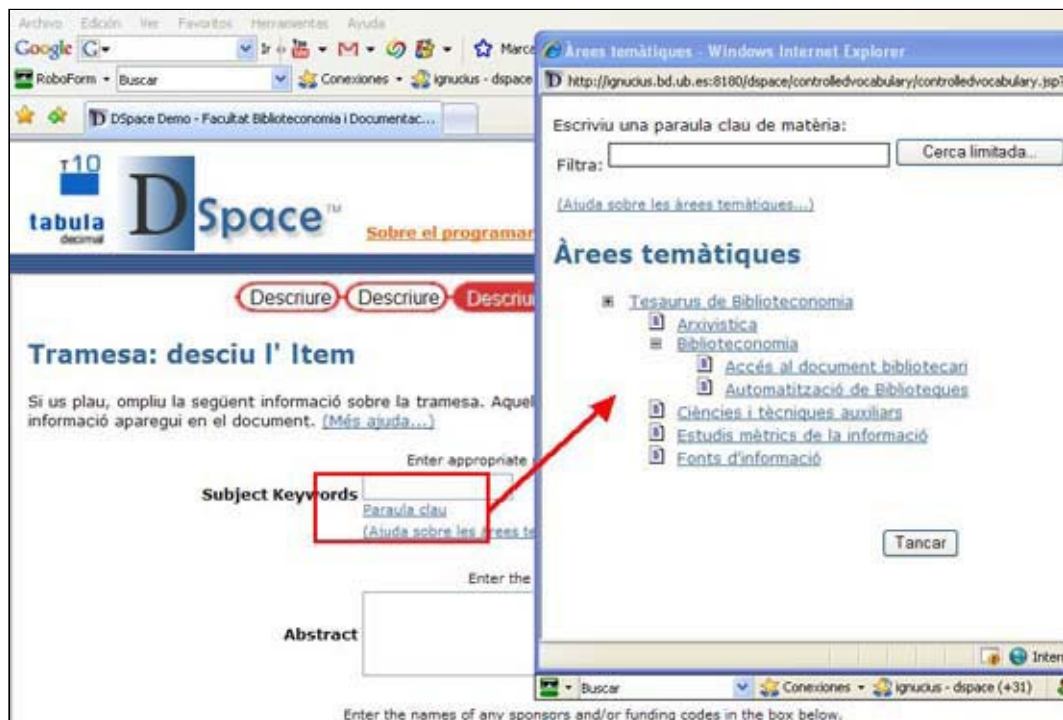 Archivo Edición Ver Favoritos Herramientas Ayuda
Google G
Marca
RoboForm Buscar Conexiones ignucius - dspace
DSpace Demo - Facultat Biblioteconomia i Documentac...
T10
tabula
decimal
DSpace™
Sobre el programar
Descriure Descriure Descriu
Tramesa: desciu l' Item
Si us plau, ompliu la següent informació sobre la tramesa. Aquel
informació aparegui en el document. (Més ajuda...)
Enter appropriate
Subject Keywords
Paraula clau
(Ajuda sobre les àrees te
Enter the
Abstract
Enter the names of any sponsors and/or funding codes in the box below.
Àrees temàtiques - Windows Internet Explorer
http://ignucius.bd.ub.es:8180/dspace/controlledvocabulary/controlledvocabulary.jsp?
Escriviu una paraula clau de matèria:
Filtra: Cerca limitada...
(Ajuda sobre les àrees temàtiques...)
Àrees temàtiques
Tesaurus de Biblioteconomia
Arxivistica
Biblioteconomia
Accés al document bibliotecari
Automatització de Biblioteques
Ciències i tècniques auxiliars
Estudis mètrics de la informació
Fonts d'informació
Tancar
Inter
Buscar Conexiones ignucius - dspace (+31)